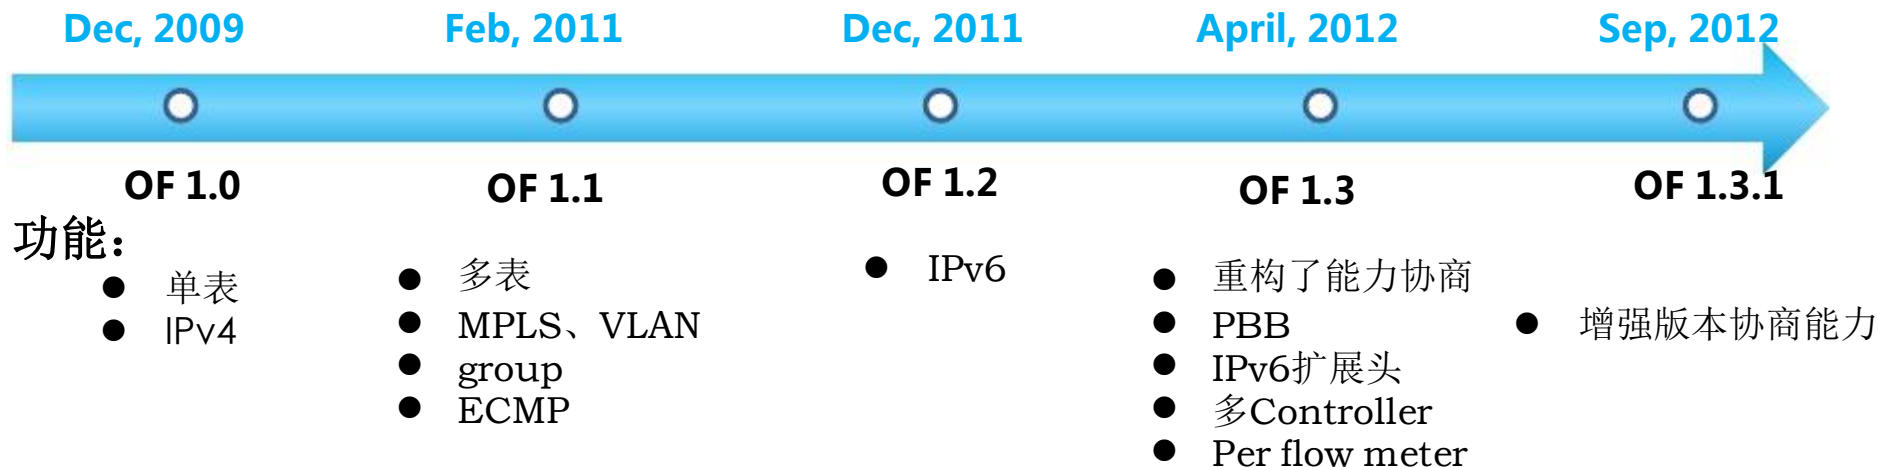 Dec, 2009
Feb, 2011
Dec, 2011
April, 2012
Sep, 2012
OF 1.0
OF 1.1
OF 1.2
OF 1.3
OF 1.3.1
功能：
● 单表
● IPv4
● 多表
● MPLS、VLAN
● group
● ECMP
● IPv6
● 重构了能力协商
● PBB
● IPv6扩展头
● 多Controller
● Per flow meter
● 增强版本协商能力